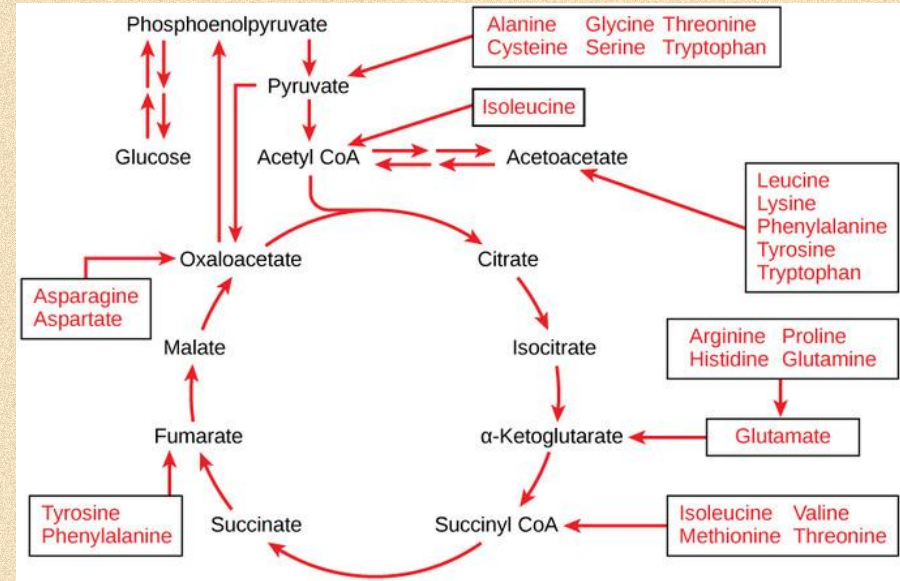 Phosphoenolpyruvate
Alanine Glycine Threonine
Cysteine Serine Tryptophan
Pyruvate
Isoleucine
Glucose
Acetyl CoA
Acetoacetate
Leucine
Lysine
Phenylalanine
Tyrosine
Tryptophan
Oxaloacetate
Citrate
Asparagine
Aspartate
Malate
Isocitrate
Arginine Proline
Histidine Glutamine
Fumarate
α-Ketoglutarate
Glutamate
Tyrosine
Phenylalanine
Succinate
Succinyl CoA
Isoleucine Valine
Methionine Threonine